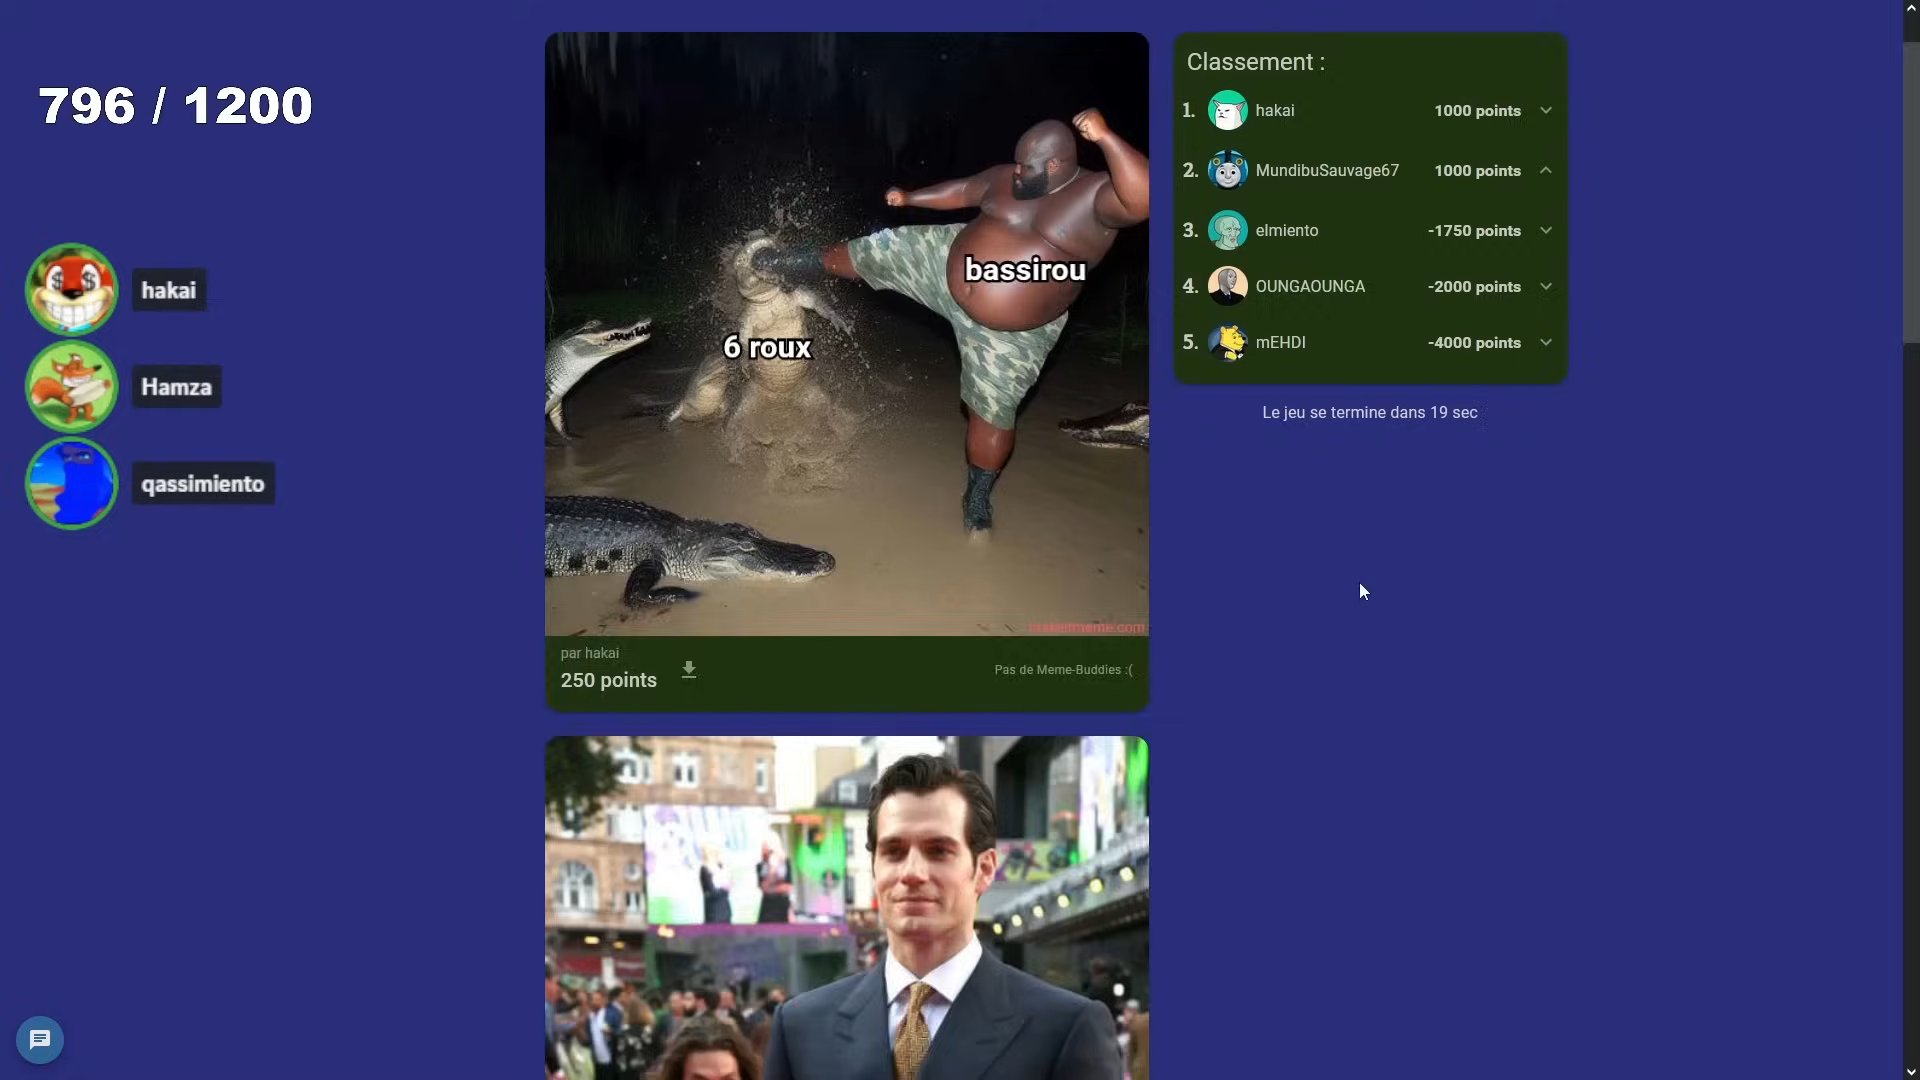 796 / 1200
hakai
Hamza
qassimiento
bassirou
6 roux
makeitmeme.com
par hakai
250 points
Pas de Meme-Buddies :(
Classement :
1. hakai 1000 points
2. MundibuSauvage67 1000 points
3. elmiento -1750 points
4. OUNGAOUNGA -2000 points
5. mEHDI -4000 points
Le jeu se termine dans 19 sec